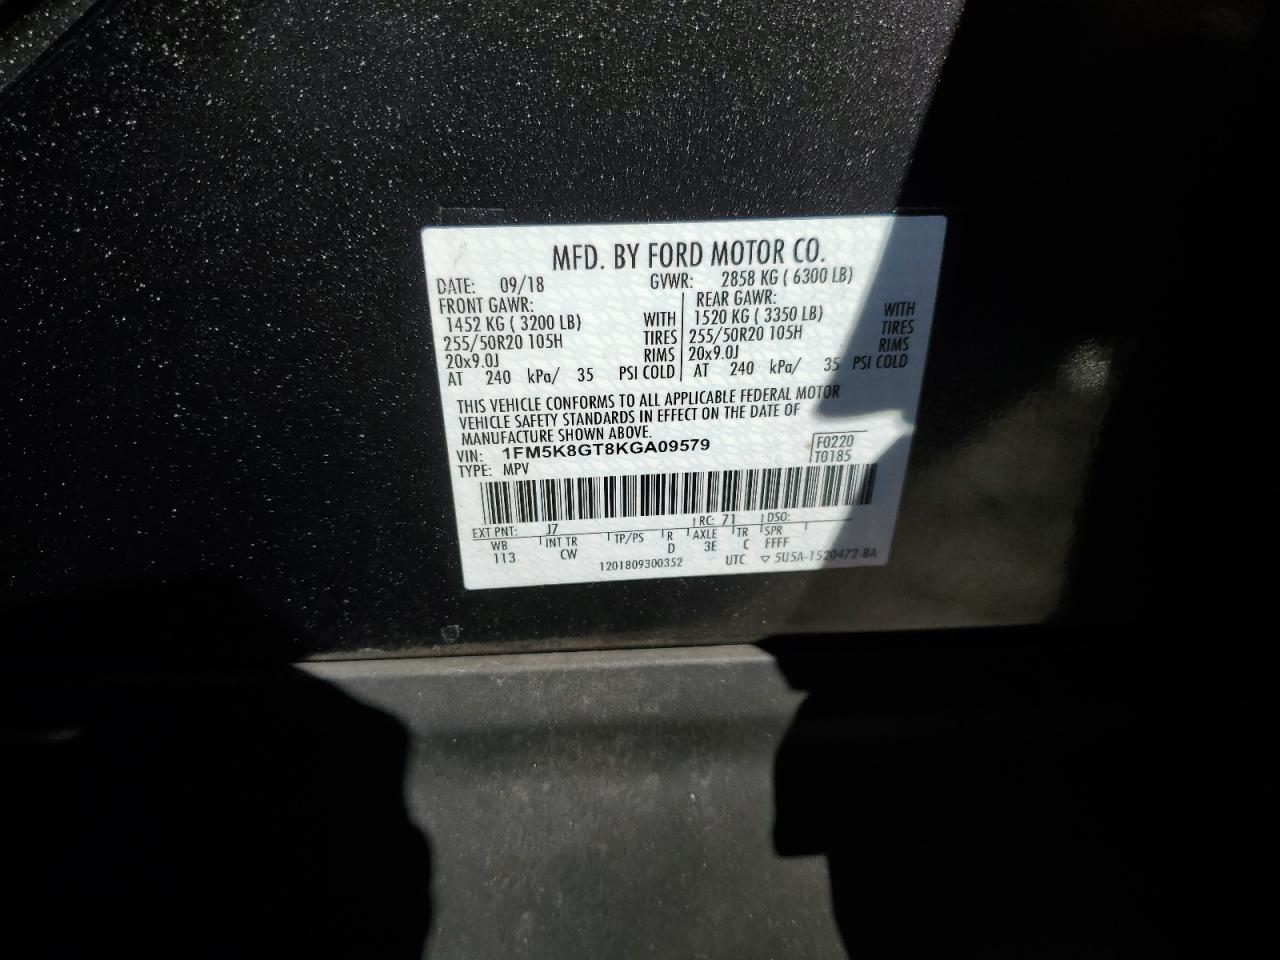 MFD. BY FORD MOTOR CO.
DATE: 09/18 GVWR: 2858 KG ( 6300 LB)
FRONT GAWR: REAR GAWR:
1452 KG ( 3200 LB) WITH 1520 KG ( 3350 LB) WITH
255/50R20 105H TIRES 255/50R20 105H TIRES
20x9.0J RIMS 20x9.0J RIMS
AT 240 kPa/ 35 PSI COLD AT 240 kPa/ 35 PSI COLD
THIS VEHICLE CONFORMS TO ALL APPLICABLE FEDERAL MOTOR
VEHICLE SAFETY STANDARDS IN EFFECT ON THE DATE OF
MANUFACTURE SHOWN ABOVE.
VIN: 1FM5K8GT8KGA09579 F0220
TYPE: MPV T0185
EXT PNT: J7 RC: 71 DSO:
WB INT TR TP/PS R AXLE TR SPR
113 CW D 3E C FFFF
1201809300352 UTC ▽ 5U5A-1520472-BA